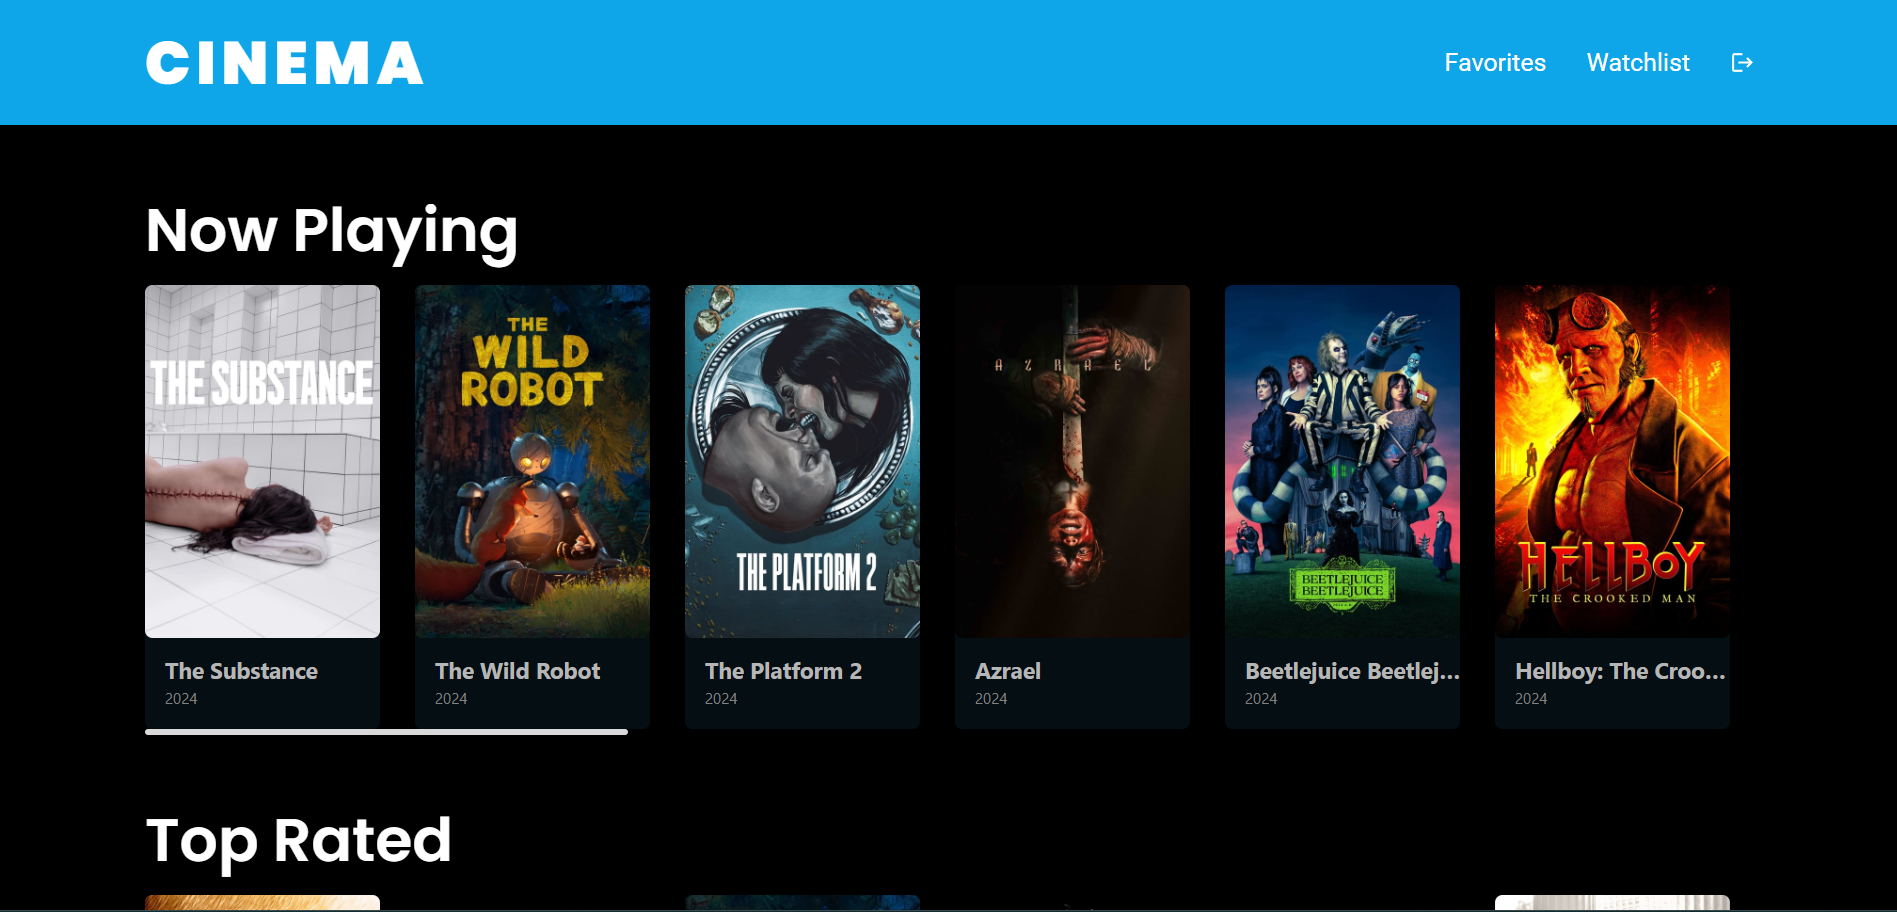 CINEMA
Favorites
Watchlist
Now Playing
THE SUBSTANCE
THE
WILD
ROBOT
THE PLATFORM 2
AZRAEL
BEETLEJUICE
BEETLEJUICE
HELLBOY
THE CROOKED MAN
The Substance
2024
The Wild Robot
2024
The Platform 2
2024
Azrael
2024
Beetlejuice Beetlej...
2024
Hellboy: The Croo...
2024
Top Rated